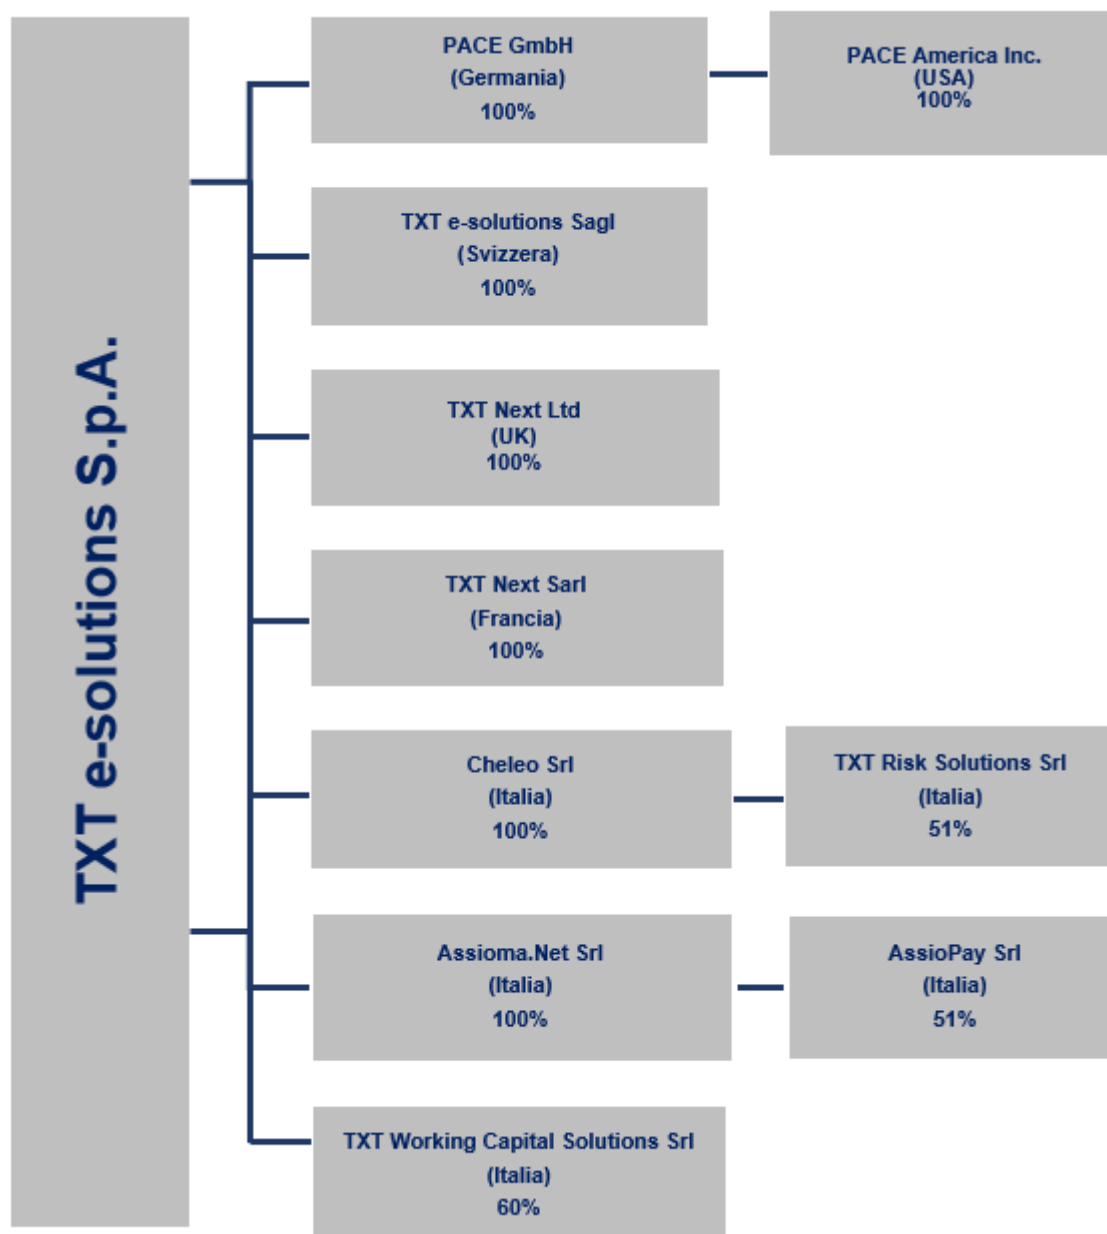 TXT e-solutions S.p.A.
PACE GmbH
(Germania)
100%
PACE America Inc.
(USA)
100%
TXT e-solutions Sagl
(Svizzera)
100%
TXT Next Ltd
(UK)
100%
TXT Next Sarl
(Francia)
100%
Cheleo Srl
(Italia)
100%
TXT Risk Solutions Srl
(Italia)
51%
Assioma.Net Srl
(Italia)
100%
AssioPay Srl
(Italia)
51%
TXT Working Capital Solutions Srl
(Italia)
60%